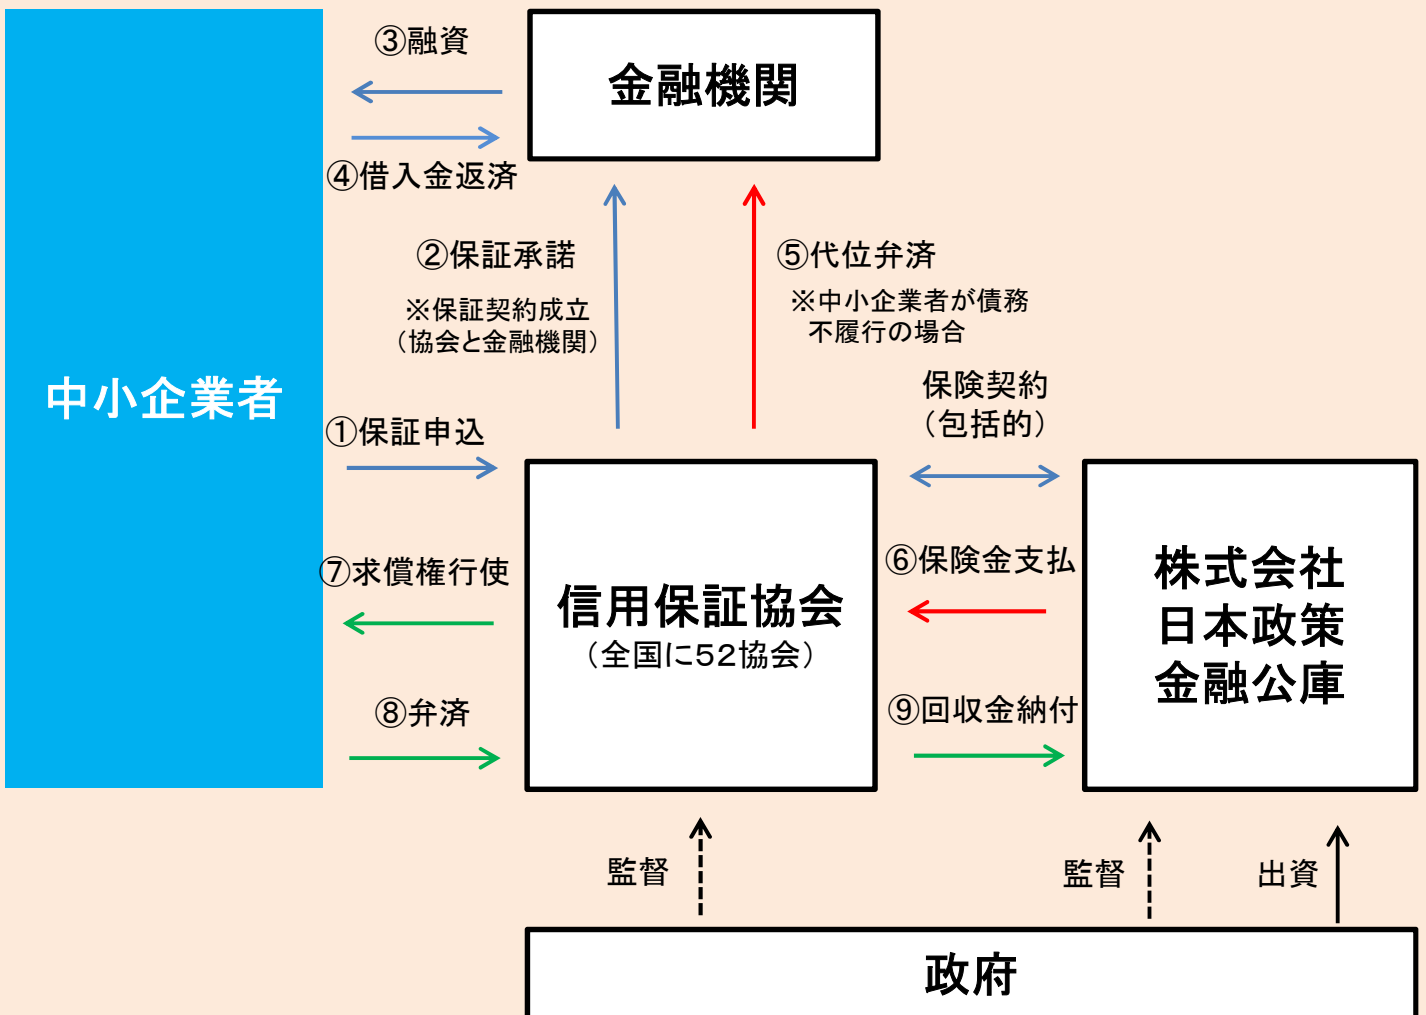 ③融資
金融機関
④借入金返済
②保証承諾
※保証契約成立
（協会と金融機関）
⑤代位弁済
※中小企業者が債務
不履行の場合
中小企業者
①保証申込
保険契約
（包括的）
⑦求償権行使
信用保証協会
（全国に５２協会）
⑥保険金支払
株式会社
日本政策
金融公庫
⑧弁済
⑨回収金納付
監督
監督
出資
政府